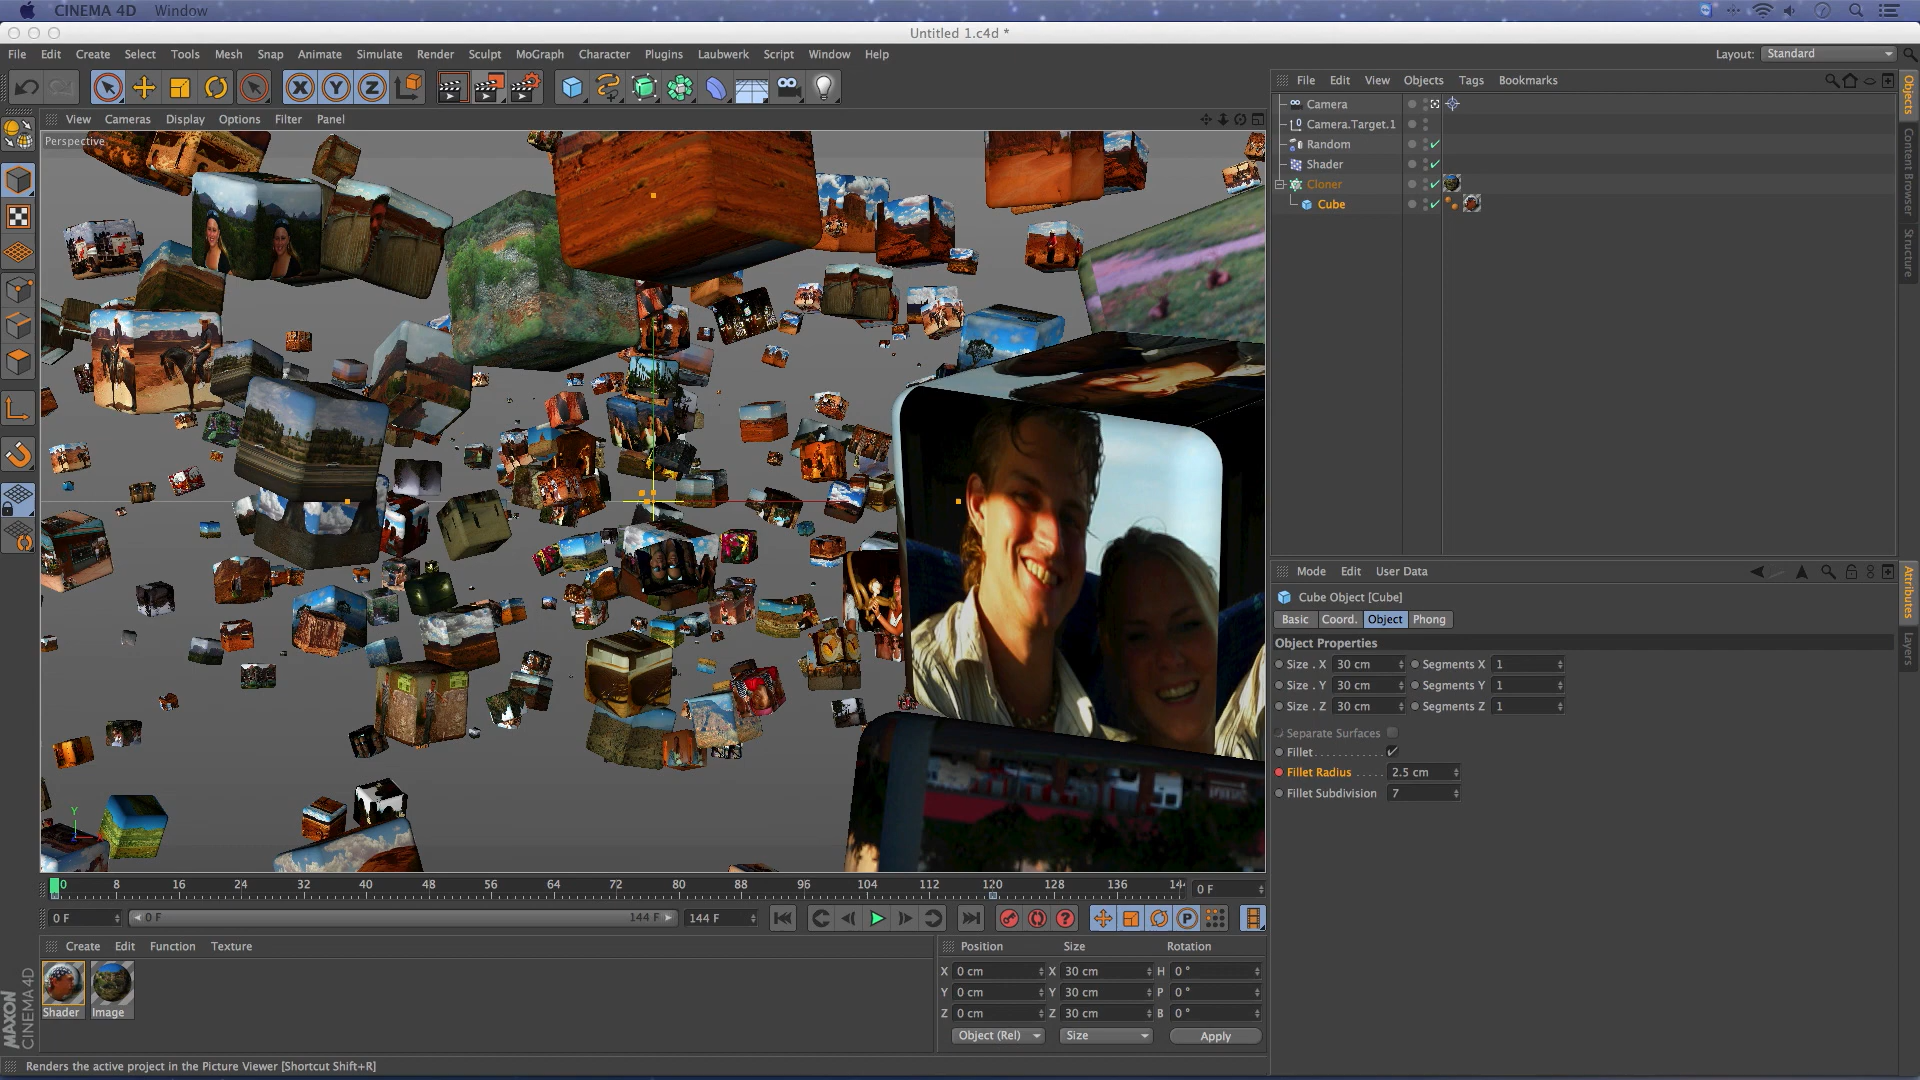 CINEMA 4D Window
Untitled 1.c4d *
File Edit Create Select Tools Mesh Snap Animate Simulate Render Sculpt MoGraph Character Plugins Laubwerk Script Window Help
Layout: Standard
X Y Z
File Edit View Objects Tags Bookmarks
View Cameras Display Options Filter Panel
Perspective
Camera
Camera.Target.1
Random
Shader
Cloner
Cube
Objects
Content Browser
Structure
Mode Edit User Data
Cube Object [Cube]
Basic Coord. Object Phong
Object Properties
Size . X 30 cm Segments X 1
Size . Y 30 cm Segments Y 1
Size . Z 30 cm Segments Z 1
Separate Surfaces
Fillet
Fillet Radius 2.5 cm
Fillet Subdivision 7
Attributes
Layers
Y
0 8 16 24 32 40 48 56 64 72 80 88 96 104 112 120 128 136 14 0 F
0 F 0 F 144 F 144 F ? P
Create Edit Function Texture
Position Size Rotation
X 0 cm X 30 cm H 0 °
Y 0 cm Y 30 cm P 0 °
Z 0 cm Z 30 cm B 0 °
Object (Rel) Size Apply
Shader Image
MAXON CINEMA 4D
Renders the active project in the Picture Viewer [Shortcut Shift+R]